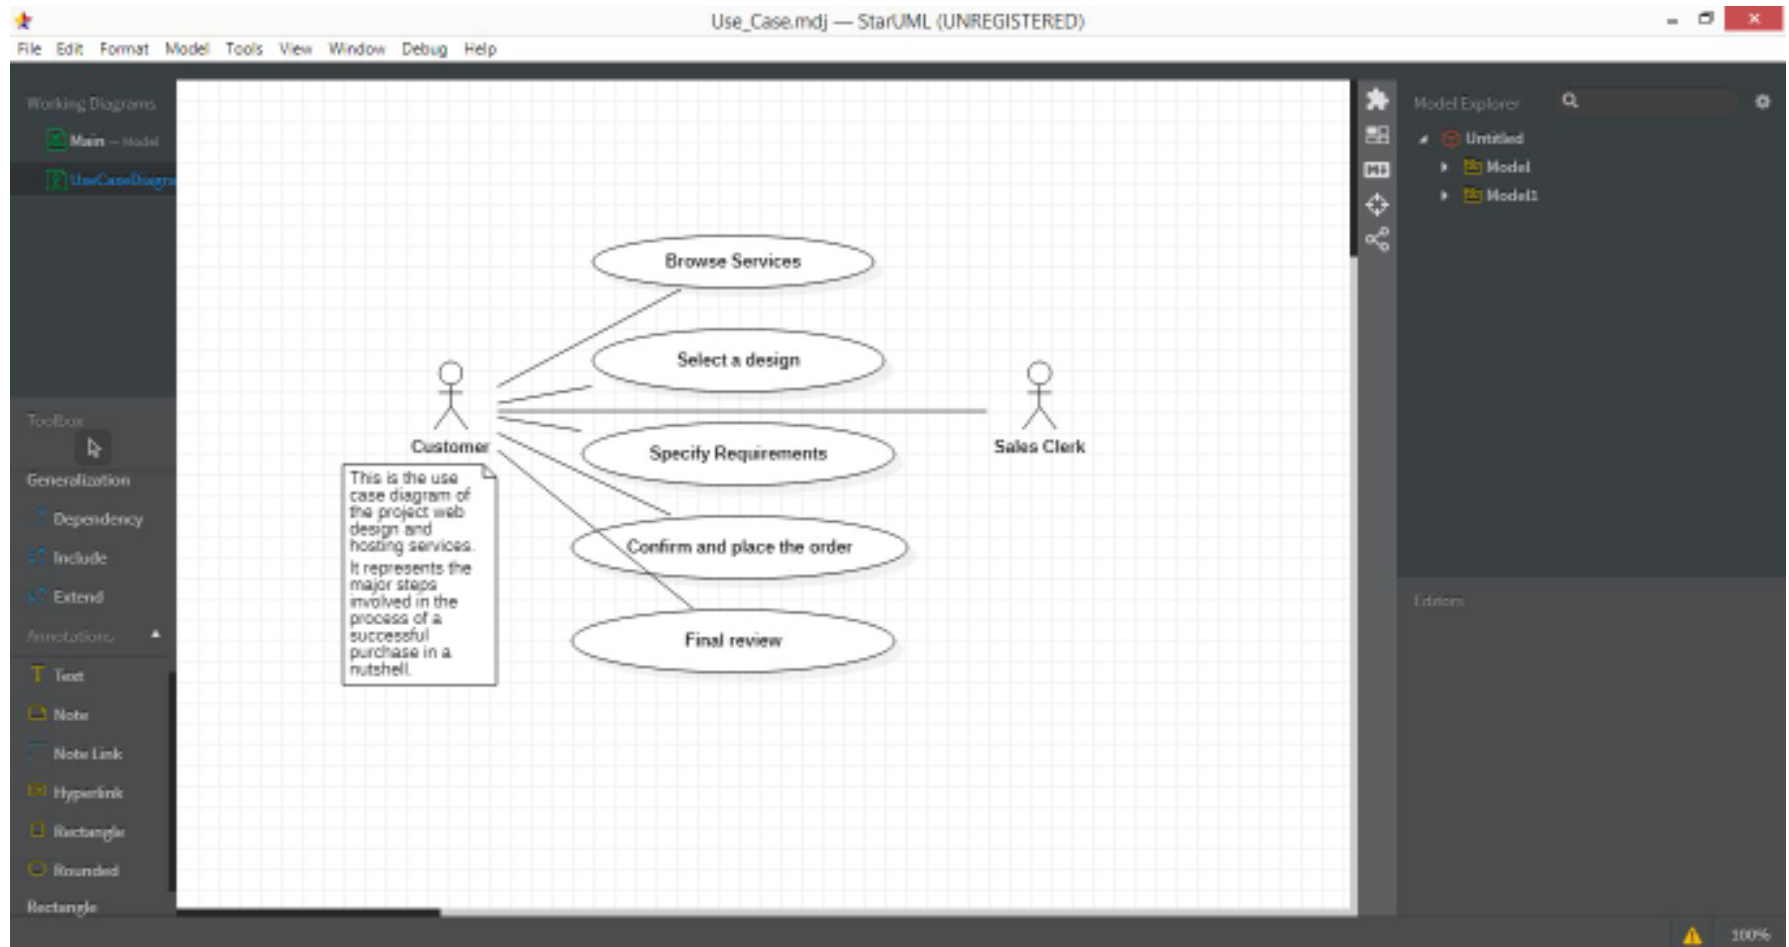 Use_Case.mdj — StarUML (UNREGISTERED)
File Edit Format Model Tools View Window Debug Help
Working Diagrams
Main — Model
UseCaseDiagra
Toolbox
Generalization
Dependency
Include
Extend
Annotations
Text
Note
Note Link
Hyperlink
Rectangle
Rounded
Rectangle
Browse Services
Select a design
Customer
Sales Clerk
Specify Requirements
This is the use
case diagram of
the project web
design and
hosting services.
It represents the
major steps
involved in the
process of a
successful
purchase in a
nutshell.
Confirm and place the order
Final review
Model Explorer
Untitled
Model
Model1
Editors
100%